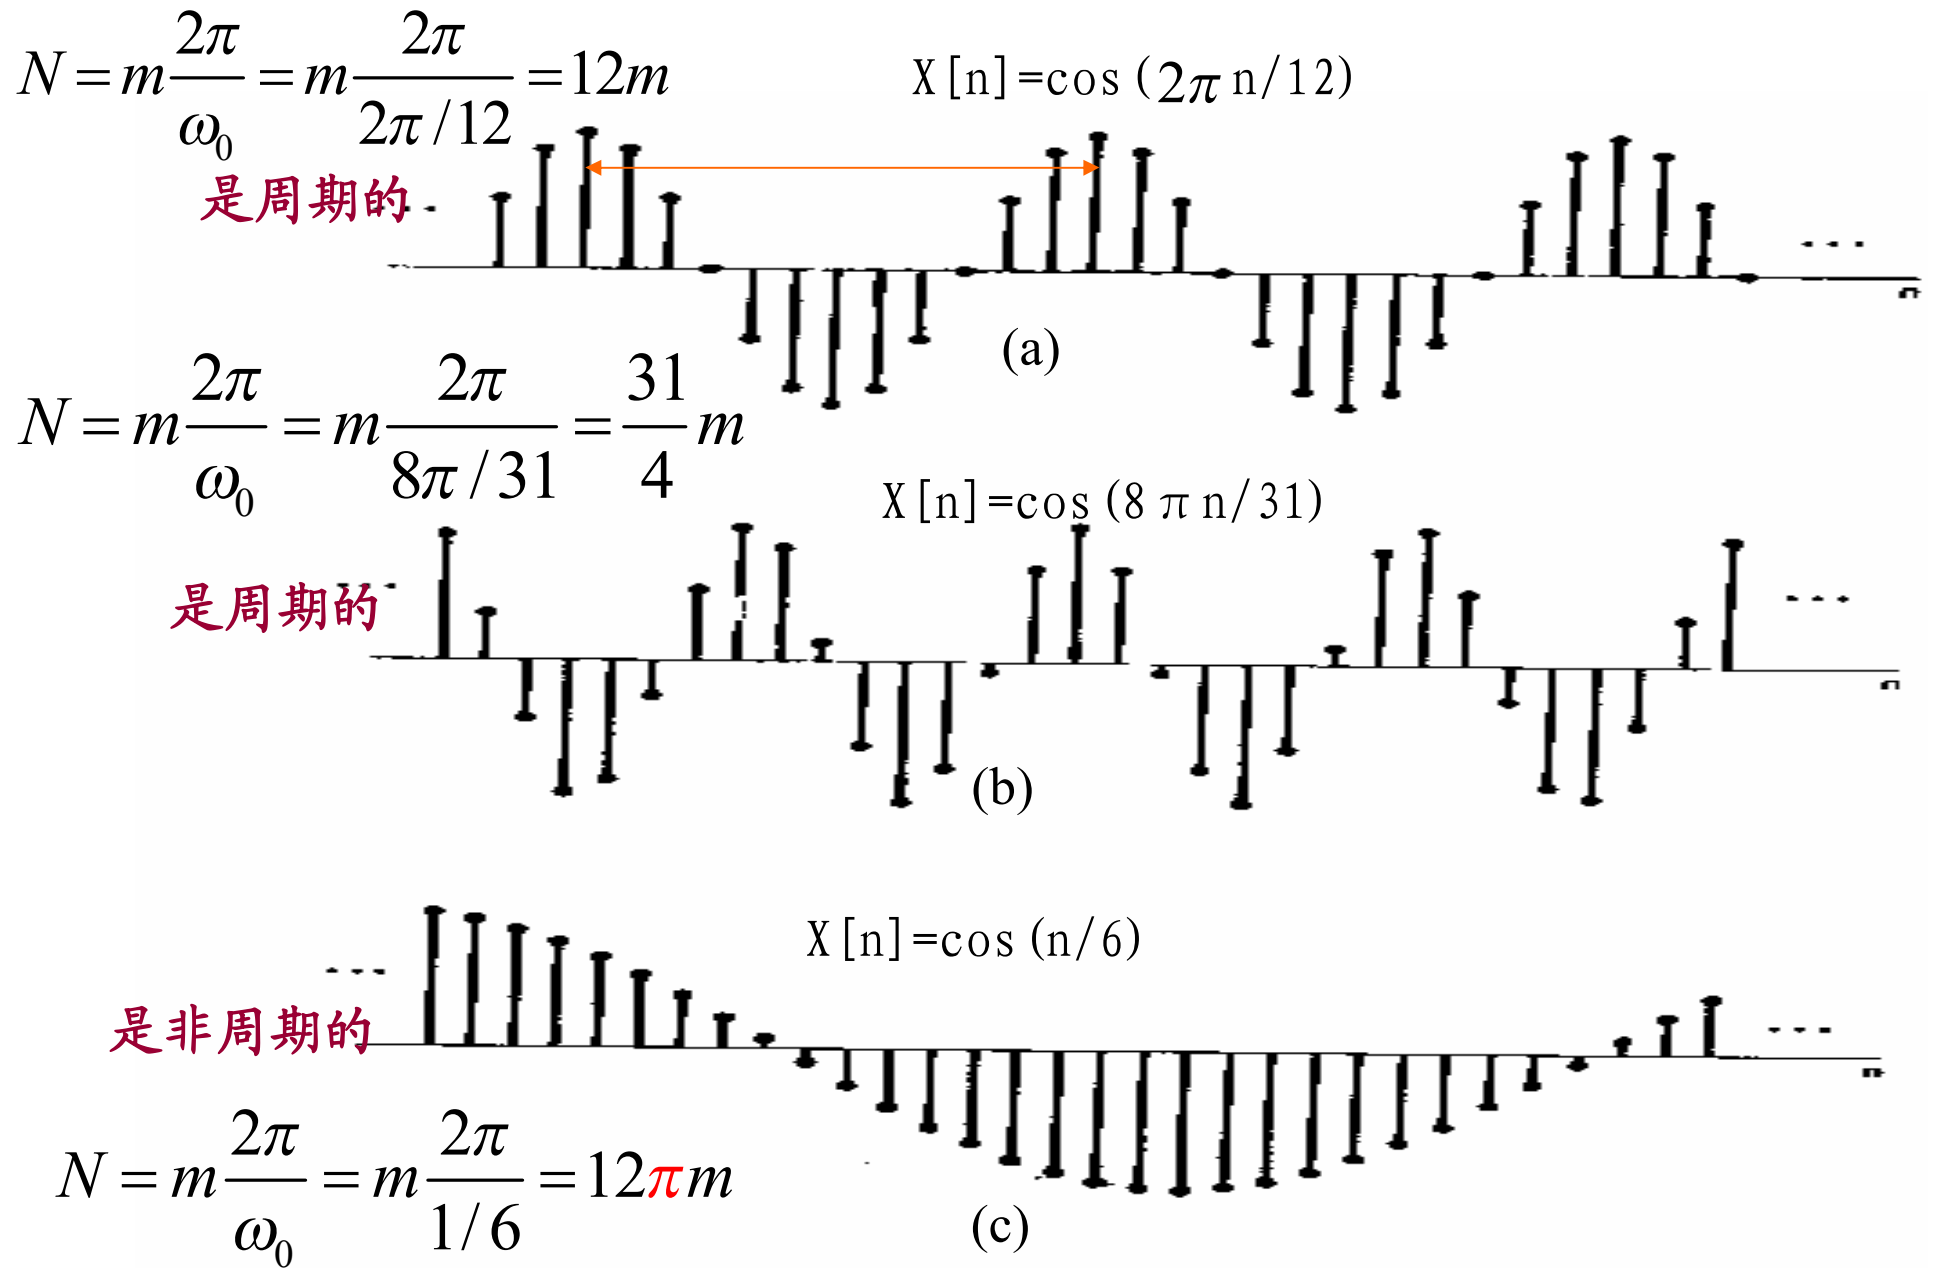 N = m 2π/ω₀ = m 2π/(2π/12) = 12m
X[n]=cos(2π n/12)
是周期的
...
n
(a)
N = m 2π/ω₀ = m 2π/(8π/31) = 31/4 m
X[n]=cos(8πn/31)
是周期的
...
n
(b)
X[n]=cos(n/6)
...
是非周期的
...
n
N = m 2π/ω₀ = m 2π/(1/6) = 12πm
(c)